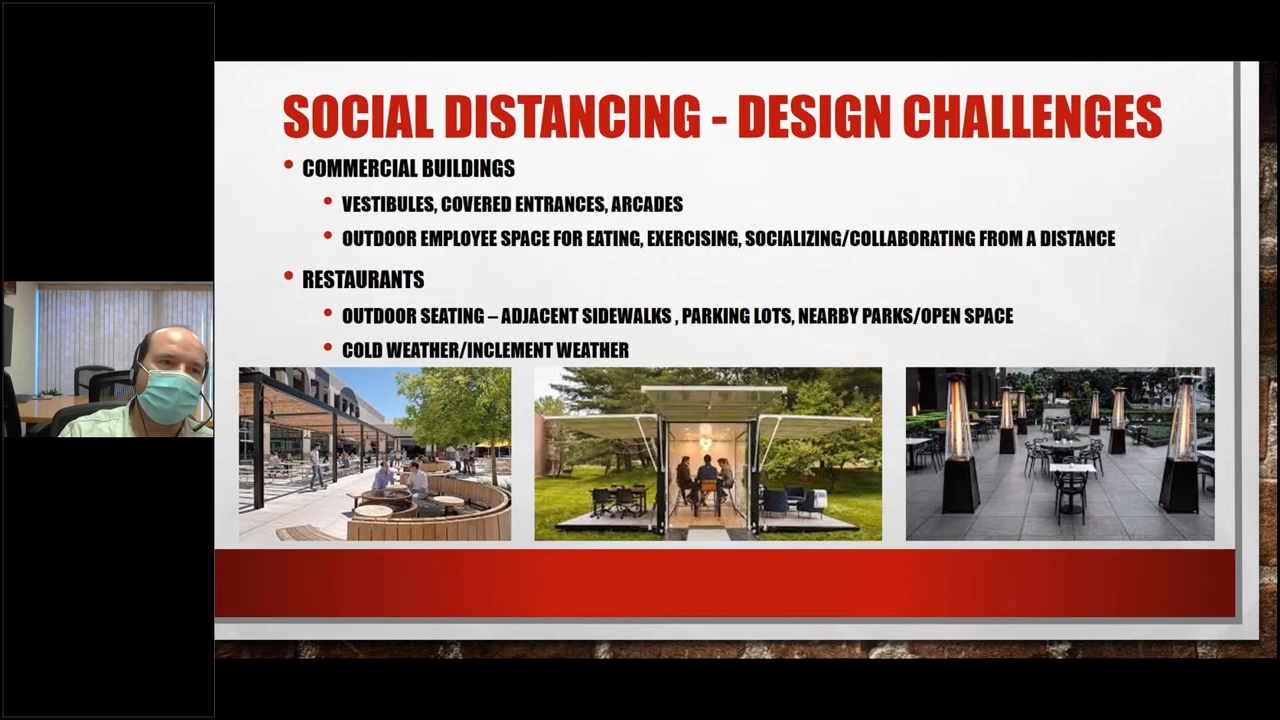 SOCIAL DISTANCING - DESIGN CHALLENGES
• COMMERCIAL BUILDINGS
• VESTIBULES, COVERED ENTRANCES, ARCADES
• OUTDOOR EMPLOYEE SPACE FOR EATING, EXERCISING, SOCIALIZING/COLLABORATING FROM A DISTANCE
• RESTAURANTS
• OUTDOOR SEATING – ADJACENT SIDEWALKS , PARKING LOTS, NEARBY PARKS/OPEN SPACE
• COLD WEATHER/INCLEMENT WEATHER